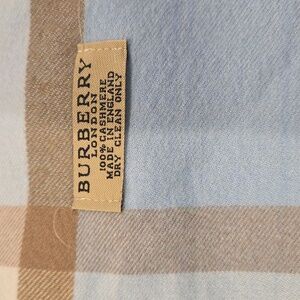 BURBERRY
LONDON
100% CASHMERE
MADE IN ENGLAND
DRY CLEAN ONLY